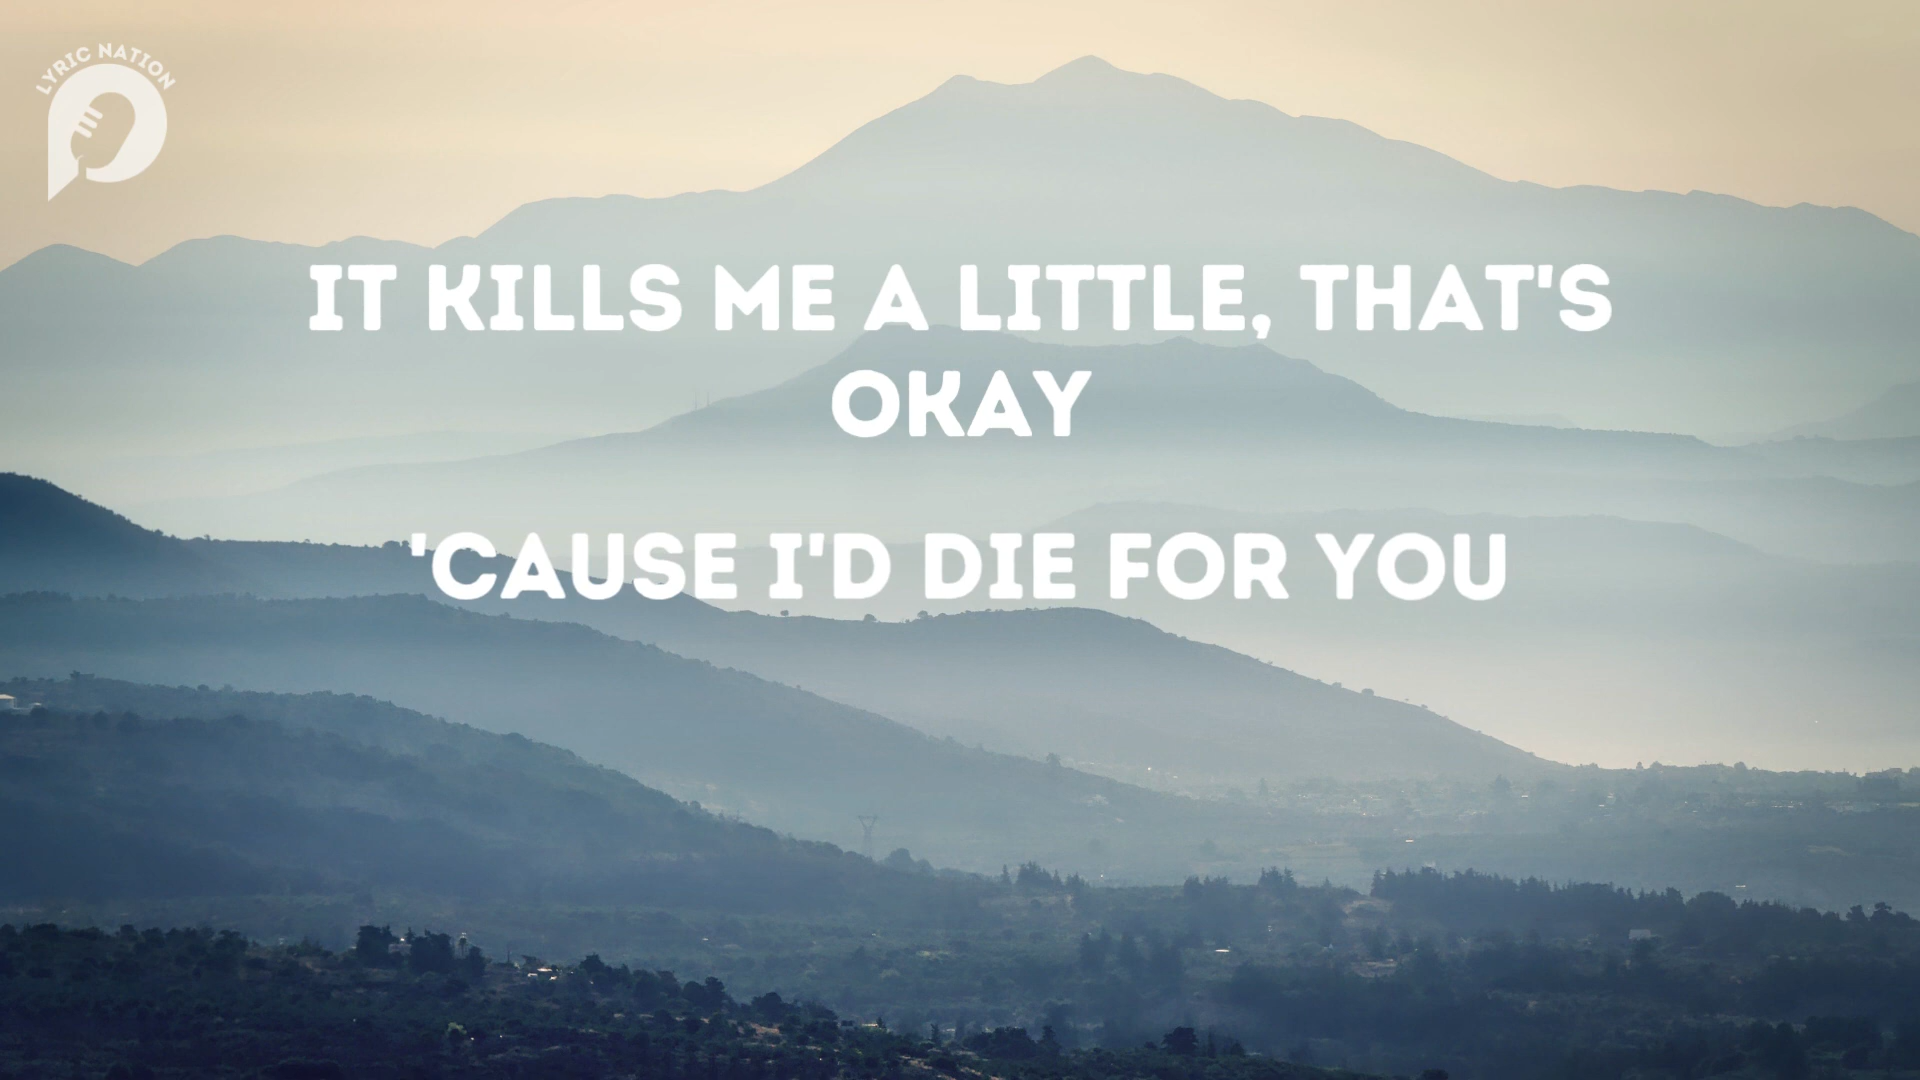 LYRIC NATION
IT KILLS ME A LITTLE, THAT'S
OKAY
'CAUSE I'D DIE FOR YOU